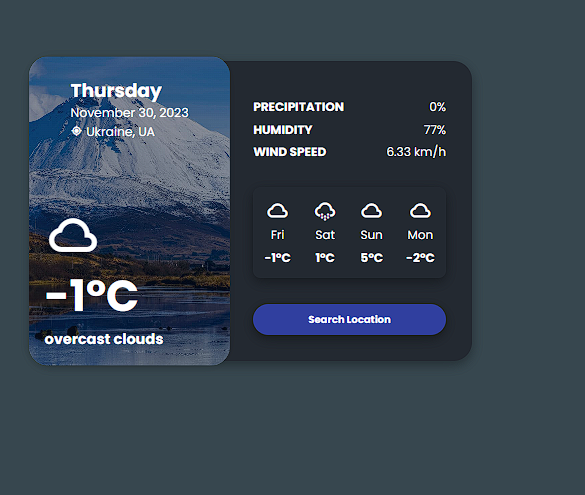 Thursday
November 30, 2023
Ukraine, UA
-1°C
overcast clouds
PRECIPITATION 0%
HUMIDITY 77%
WIND SPEED 6.33 km/h
Fri Sat Sun Mon
-1°C 1°C 5°C -2°C
Search Location